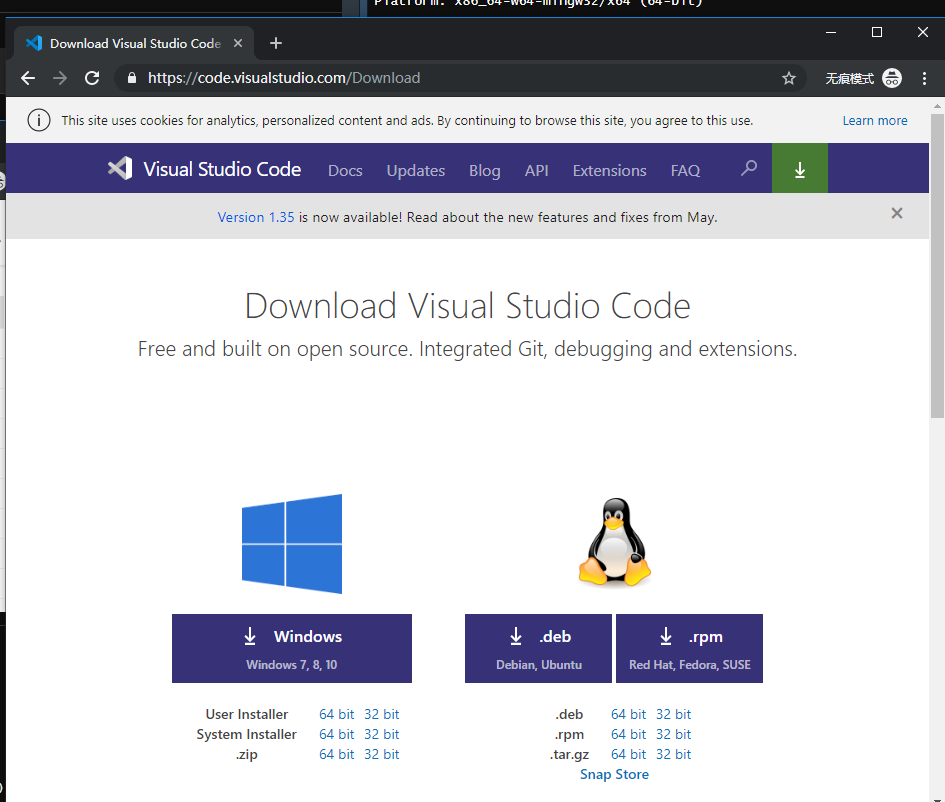 Platform: x86_64-w64-mingw32/x64 (64-bit)
Download Visual Studio Code
https://code.visualstudio.com/Download
无痕模式
This site uses cookies for analytics, personalized content and ads. By continuing to browse this site, you agree to this use.
Learn more
Visual Studio Code Docs Updates Blog API Extensions FAQ
Version 1.35 is now available! Read about the new features and fixes from May.
Download Visual Studio Code
Free and built on open source. Integrated Git, debugging and extensions.
Windows
Windows 7, 8, 10
.deb
Debian, Ubuntu
.rpm
Red Hat, Fedora, SUSE
User Installer 64 bit 32 bit
System Installer 64 bit 32 bit
.zip 64 bit 32 bit
.deb 64 bit 32 bit
.rpm 64 bit 32 bit
.tar.gz 64 bit 32 bit
Snap Store